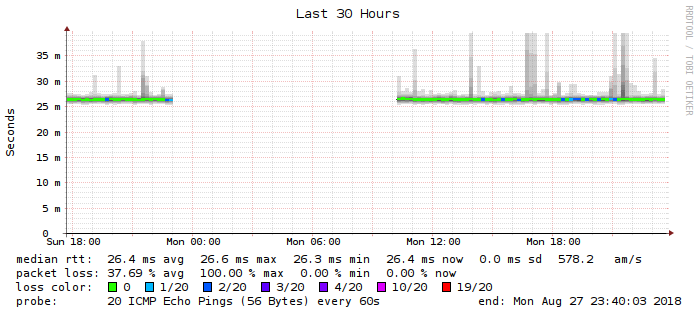 Last 30 Hours
RRDTOOL / TOBI OETIKER
Seconds
35 m
30 m
25 m
20 m
15 m
10 m
5 m
0
Sun 18:00 Mon 00:00 Mon 06:00 Mon 12:00 Mon 18:00
median rtt: 26.4 ms avg 26.6 ms max 26.3 ms min 26.4 ms now 0.0 ms sd 578.2 am/s
packet loss: 37.69 % avg 100.00 % max 0.00 % min 0.00 % now
loss color: 0 1/20 2/20 3/20 4/20 10/20 19/20
probe: 20 ICMP Echo Pings (56 Bytes) every 60s end: Mon Aug 27 23:40:03 2018